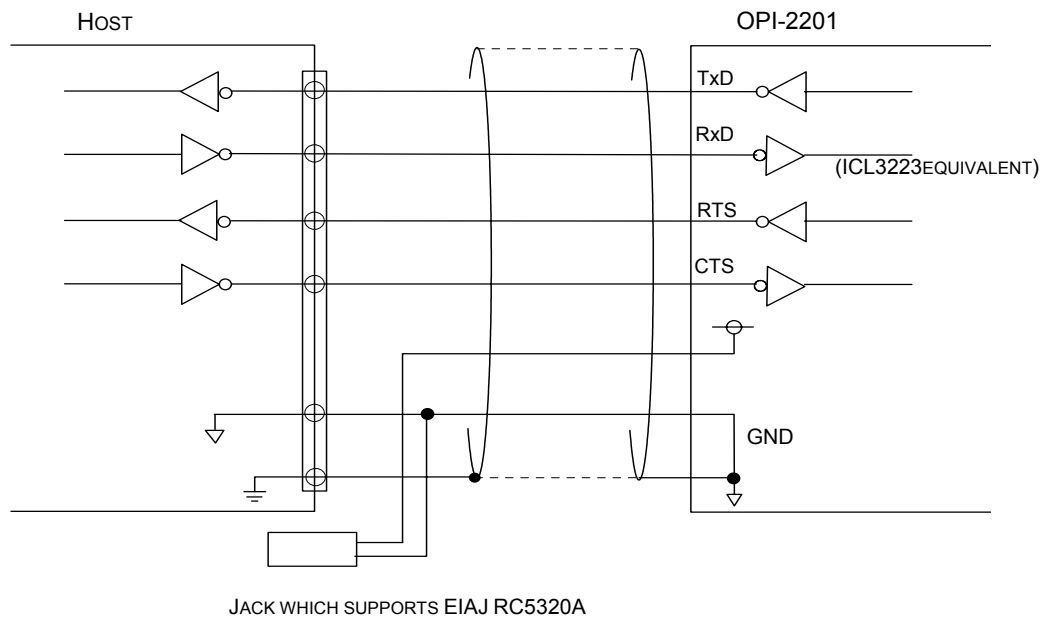 HOST
OPI-2201
TxD
RxD
(ICL3223EQUIVALENT)
RTS
CTS
GND
JACK WHICH SUPPORTS EIAJ RC5320A